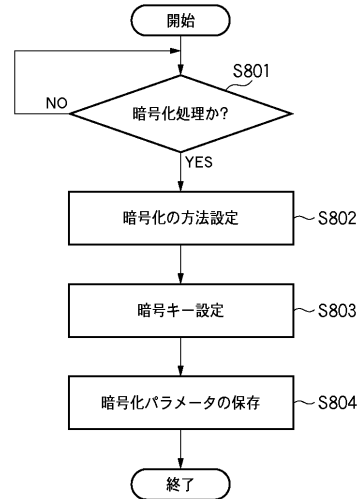 開始
S801
暗号化処理か?
NO
YES
暗号化の方法設定
S802
暗号キー設定
S803
暗号化パラメータの保存
S804
終了